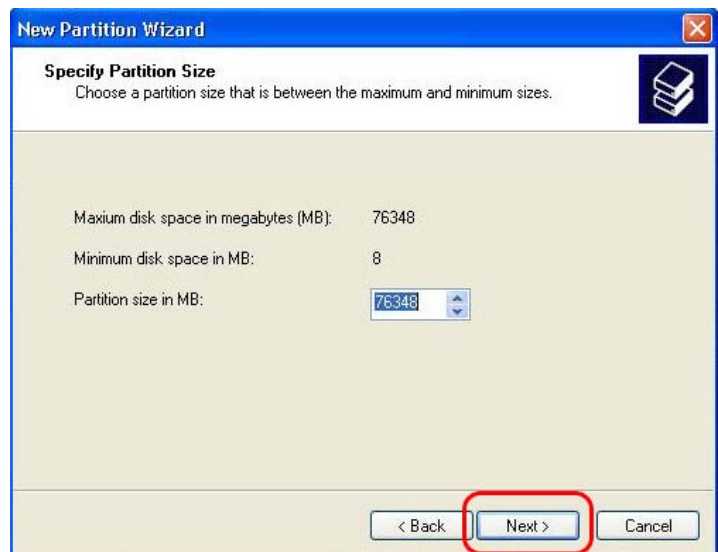 New Partition Wizard
Specify Partition Size
Choose a partition size that is between the maximum and minimum sizes.
Maxium disk space in megabytes (MB): 76348
Minimum disk space in MB: 8
Partition size in MB: 76348
< Back Next > Cancel